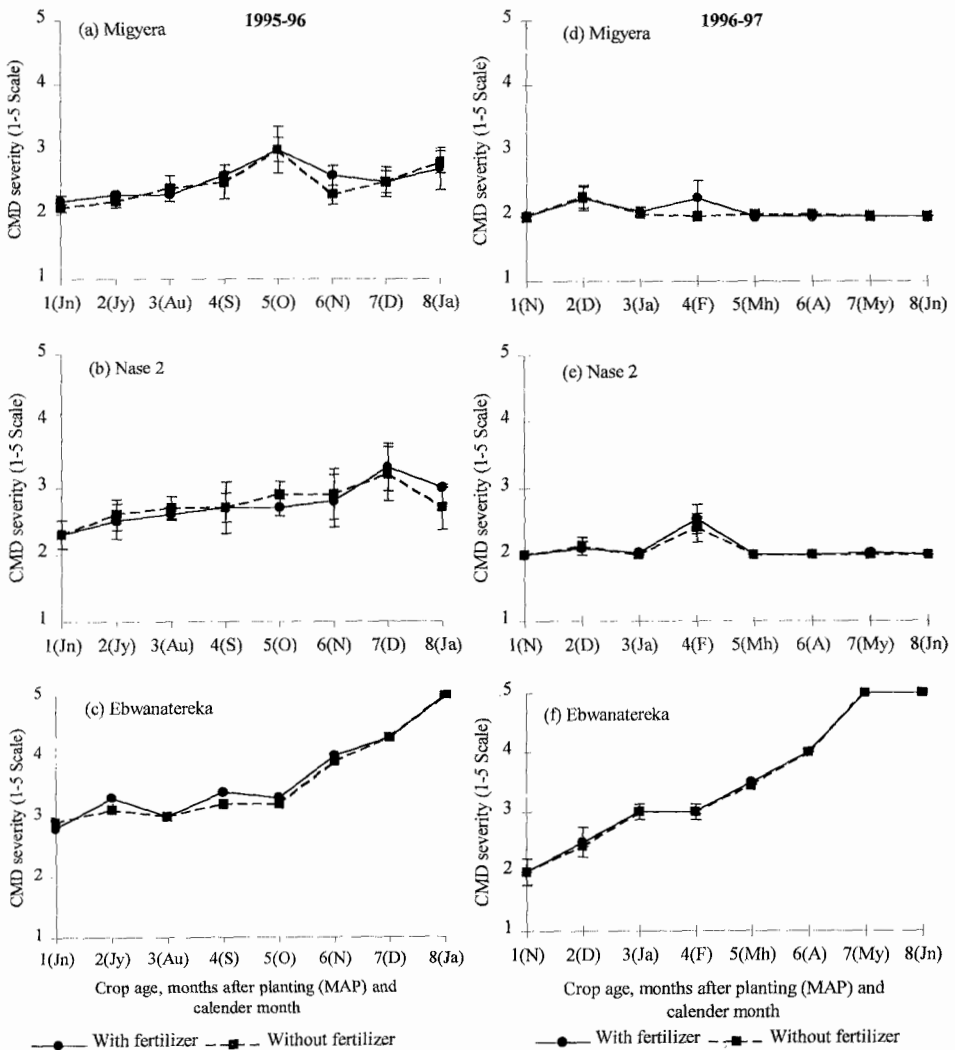 1995-96
1996-97
(a) Migyera
CMD severity (1-5 Scale)
5
4
3
2
1
1(Jn) 2(Jy) 3(Au) 4(S) 5(O) 6(N) 7(D) 8(Ja)
(d) Migyera
CMD severity (1-5 Scale)
5
4
3
2
1
1(N) 2(D) 3(Ja) 4(F) 5(Mh) 6(A) 7(My) 8(Jn)
(b) Nase 2
CMD severity (1-5 Scale)
5
4
3
2
1
1(Jn) 2(Jy) 3(Au) 4(S) 5(O) 6(N) 7(D) 8(Ja)
(e) Nase 2
CMD severity (1-5 Scale)
5
4
3
2
1
1(N) 2(D) 3(Ja) 4(F) 5(Mh) 6(A) 7(My) 8(Jn)
(c) Ebwanatereka
CMD severity (1-5 Scale)
5
4
3
2
1
1(Jn) 2(Jy) 3(Au) 4(S) 5(O) 6(N) 7(D) 8(Ja)
Crop age, months after planting (MAP) and
calender month
With fertilizer Without fertilizer
(f) Ebwanatereka
CMD severity (1-5 Scale)
5
4
3
2
1
1(N) 2(D) 3(Ja) 4(F) 5(Mh) 6(A) 7(My) 8(Jn)
Crop age, months after planting (MAP) and
calender month
With fertilizer Without fertilizer